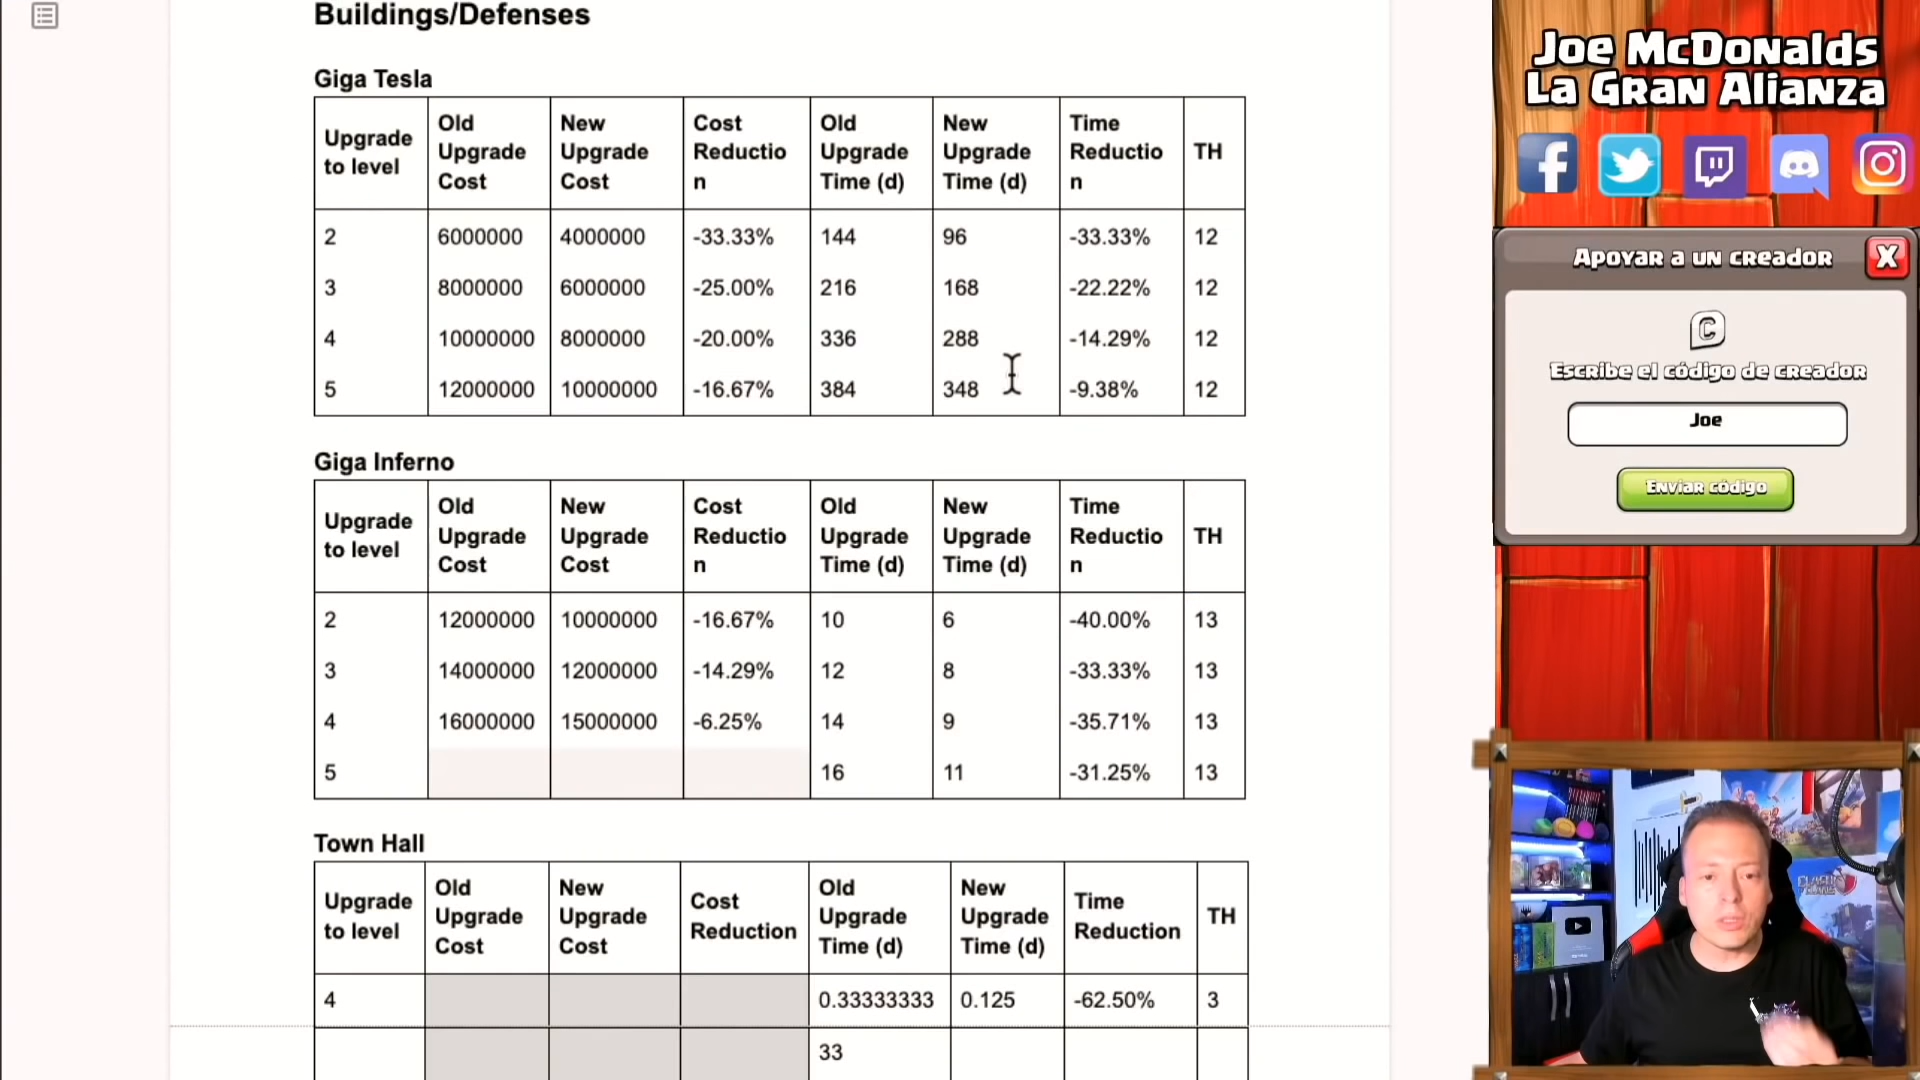 Buildings/Defenses
Giga Tesla
Upgrade to level | Old Upgrade Cost | New Upgrade Cost | Cost Reductio n | Old Upgrade Time (d) | New Upgrade Time (d) | Time Reductio n | TH
2 | 6000000 | 4000000 | -33.33% | 144 | 96 | -33.33% | 12
3 | 8000000 | 6000000 | -25.00% | 216 | 168 | -22.22% | 12
4 | 10000000 | 8000000 | -20.00% | 336 | 288 | -14.29% | 12
5 | 12000000 | 10000000 | -16.67% | 384 | 348 | -9.38% | 12
Giga Inferno
Upgrade to level | Old Upgrade Cost | New Upgrade Cost | Cost Reductio n | Old Upgrade Time (d) | New Upgrade Time (d) | Time Reductio n | TH
2 | 12000000 | 10000000 | -16.67% | 10 | 6 | -40.00% | 13
3 | 14000000 | 12000000 | -14.29% | 12 | 8 | -33.33% | 13
4 | 16000000 | 15000000 | -6.25% | 14 | 9 | -35.71% | 13
5 | | | | 16 | 11 | -31.25% | 13
Town Hall
Upgrade to level | Old Upgrade Cost | New Upgrade Cost | Cost Reduction | Old Upgrade Time (d) | New Upgrade Time (d) | Time Reduction | TH
4 | | | | 0.33333333 | 0.125 | -62.50% | 3
33
Joe McDonalds
La Gran Alianza
Apoyar a un creador
X
C
Escribe el código de creador
Joe
Enviar código